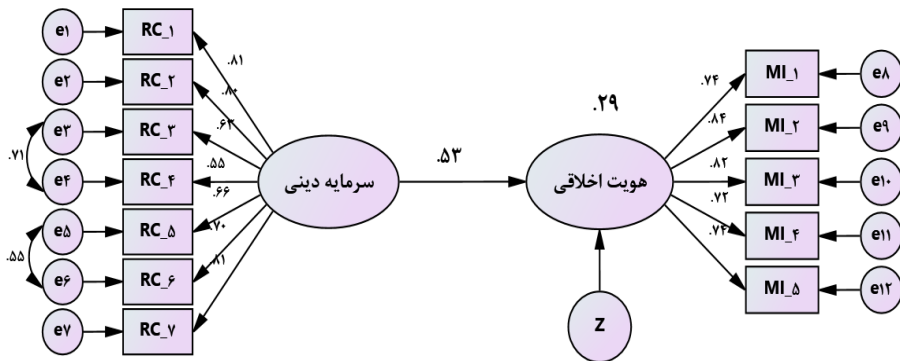 e۱ RC_۱
e۲ RC_۲
e۳ RC_۳
e۴ RC_۴
e۵ RC_۵
e۶ RC_۶
e۷ RC_۷
.۷۱
.۵۵
.۸۱
.۸۰
.۶۳
.۵۵
.۶۶
.۷۰
.۸۱
سرمایه دینی
.۵۳
.۲۹
هویت اخلاقی
Z
.۷۴
.۸۴
.۸۲
.۷۲
.۷۴
MI_۱ e۸
MI_۲ e۹
MI_۳ e۱۰
MI_۴ e۱۱
MI_۵ e۱۲